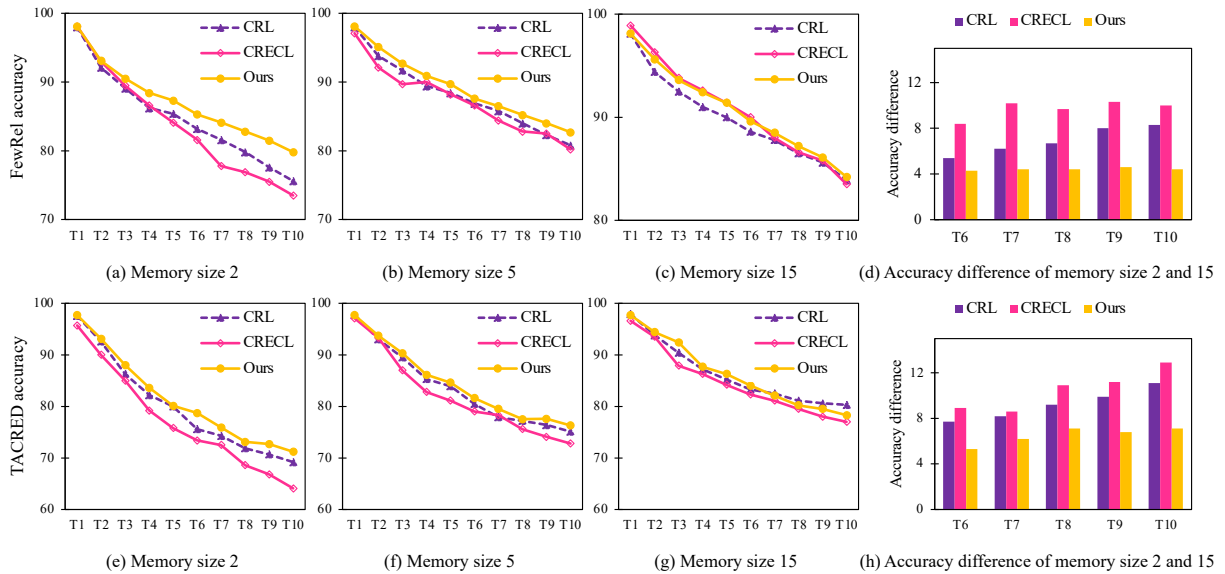 FewRel accuracy
100
90
80
70
T1 T2 T3 T4 T5 T6 T7 T8 T9 T10
CRL
CRECL
Ours
(a) Memory size 2
100
90
80
70
T1 T2 T3 T4 T5 T6 T7 T8 T9 T10
CRL
CRECL
Ours
(b) Memory size 5
100
90
80
T1 T2 T3 T4 T5 T6 T7 T8 T9 T10
CRL
CRECL
Ours
(c) Memory size 15
CRL CRECL Ours
Accuracy difference
12
8
4
0
T6 T7 T8 T9 T10
(d) Accuracy difference of memory size 2 and 15
TACRED accuracy
100
90
80
70
60
T1 T2 T3 T4 T5 T6 T7 T8 T9 T10
CRL
CRECL
Ours
(e) Memory size 2
100
90
80
70
60
T1 T2 T3 T4 T5 T6 T7 T8 T9 T10
CRL
CRECL
Ours
(f) Memory size 5
100
90
80
70
60
T1 T2 T3 T4 T5 T6 T7 T8 T9 T10
CRL
CRECL
Ours
(g) Memory size 15
CRL CRECL Ours
Accuracy difference
12
8
4
0
T6 T7 T8 T9 T10
(h) Accuracy difference of memory size 2 and 15